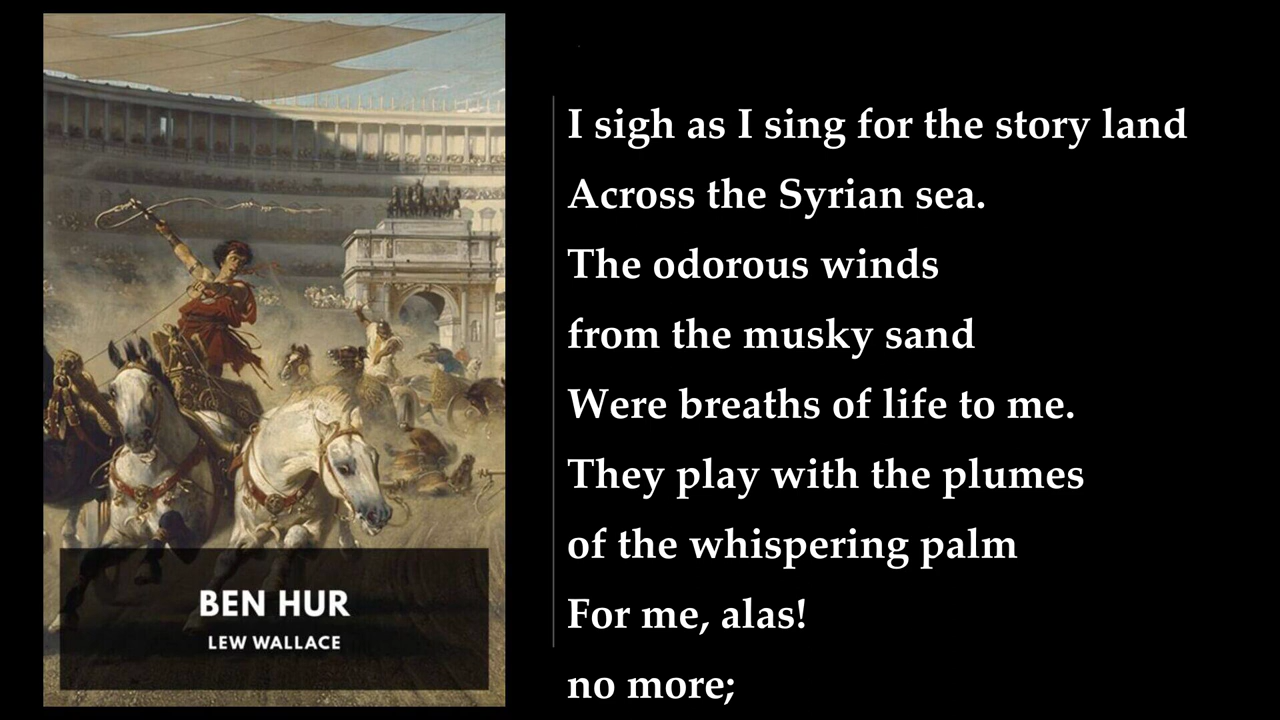 BEN HUR
LEW WALLACE
I sigh as I sing for the story land
Across the Syrian sea.
The odorous winds
from the musky sand
Were breaths of life to me.
They play with the plumes
of the whispering palm
For me, alas!
no more;